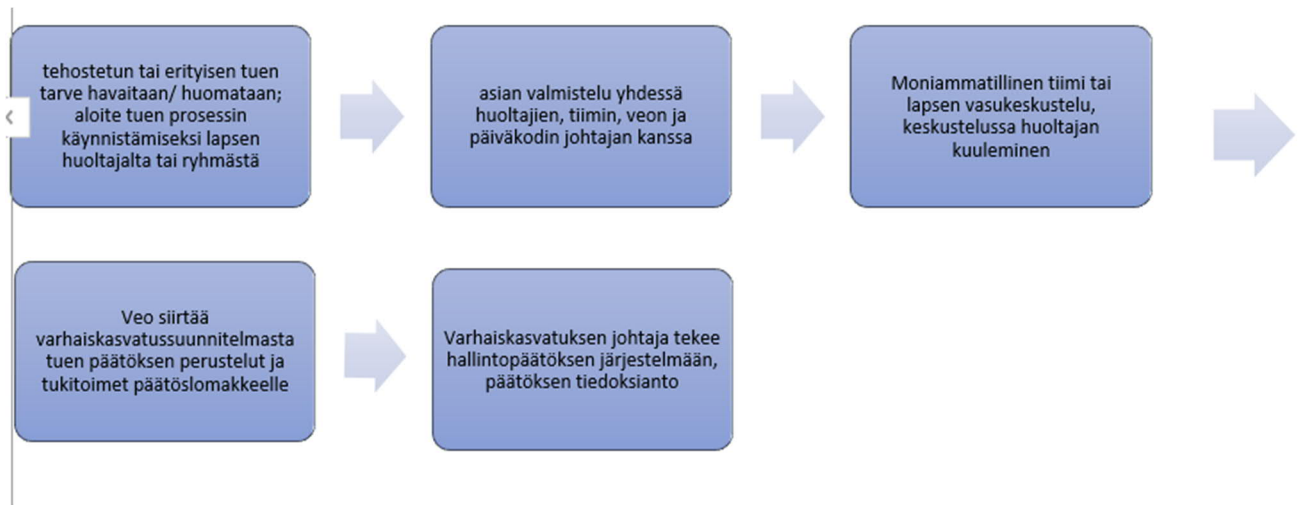 tehostetun tai erityisen tuen
tarve havaitaan/ huomataan;
aloite tuen prosessin
käynnistämiseksi lapsen
huoltajalta tai ryhmästä
asian valmistelu yhdessä
huoltajien, tiimin, veon ja
päiväkodin johtajan kanssa
Moniammatillinen tiimi tai
lapsen vasukeskustelu,
keskustelussa huoltajan
kuuleminen
Veo siirtää
varhaiskasvatussuunnitelmasta
tuen päätöksen perustelut ja
tukitoimet päätöslomakkeelle
Varhaiskasvatuksen johtaja tekee
hallintopäätöksen järjestelmään,
päätöksen tiedoksianto